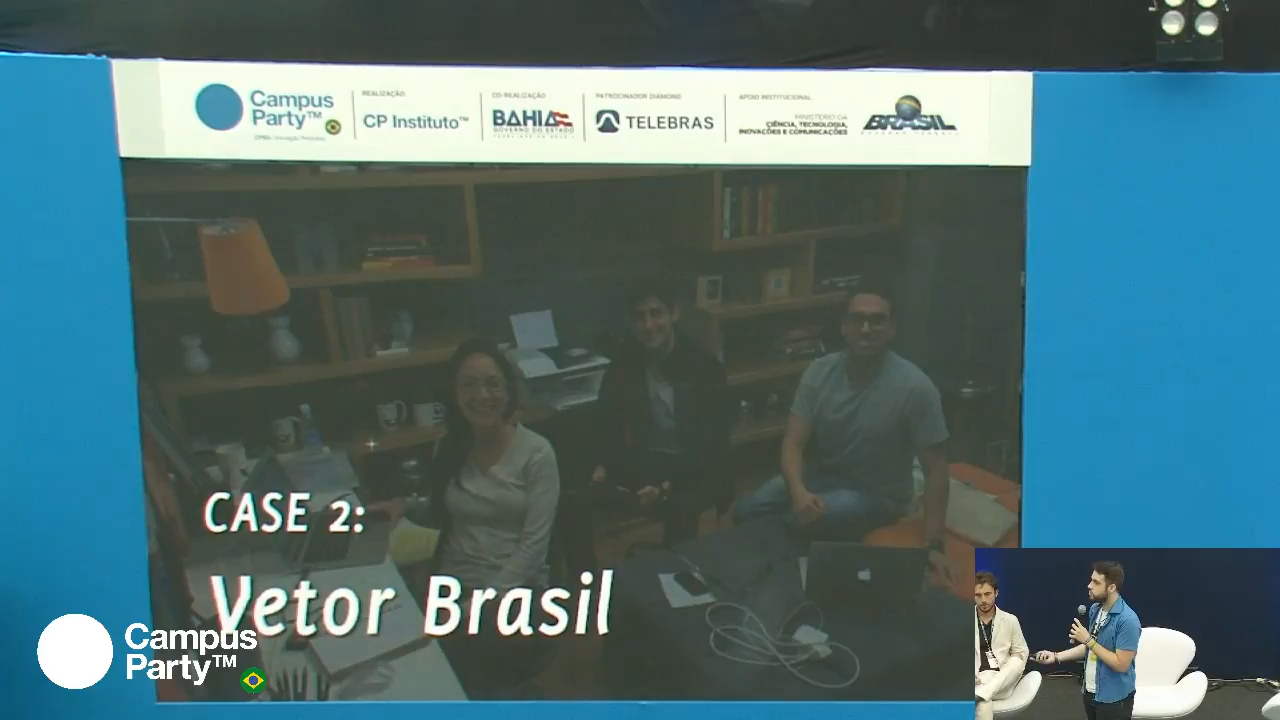 Campus
Party™
REALIZAÇÃO
CP Instituto™
CO-REALIZAÇÃO
BAHIA
GOVERNO DO ESTADO
PATROCINADOR DIAMOND
TELEBRAS
APOIO INSTITUCIONAL
MINISTÉRIO DA
CIÊNCIA, TECNOLOGIA,
INOVAÇÕES E COMUNICAÇÕES
BRASIL
CASE 2:
Vetor Brasil
Campus
Party™